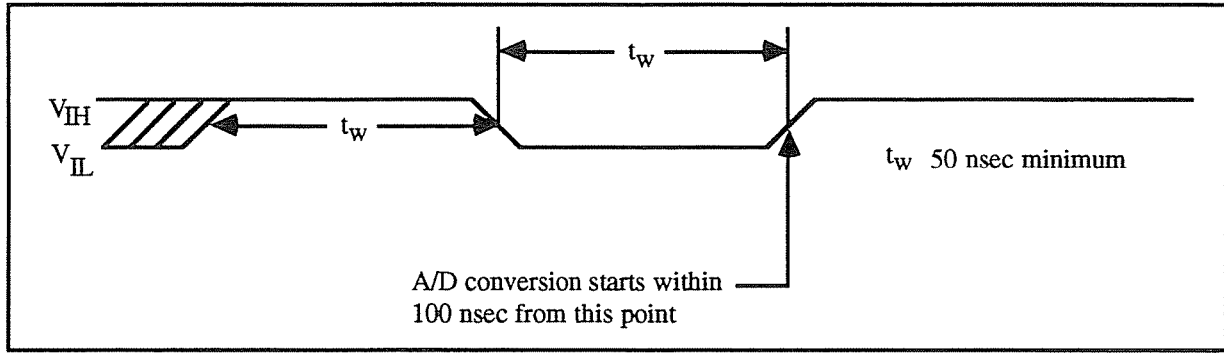 t_w
V_IH
t_w
V_IL
t_w 50 nsec minimum
A/D conversion starts within
100 nsec from this point